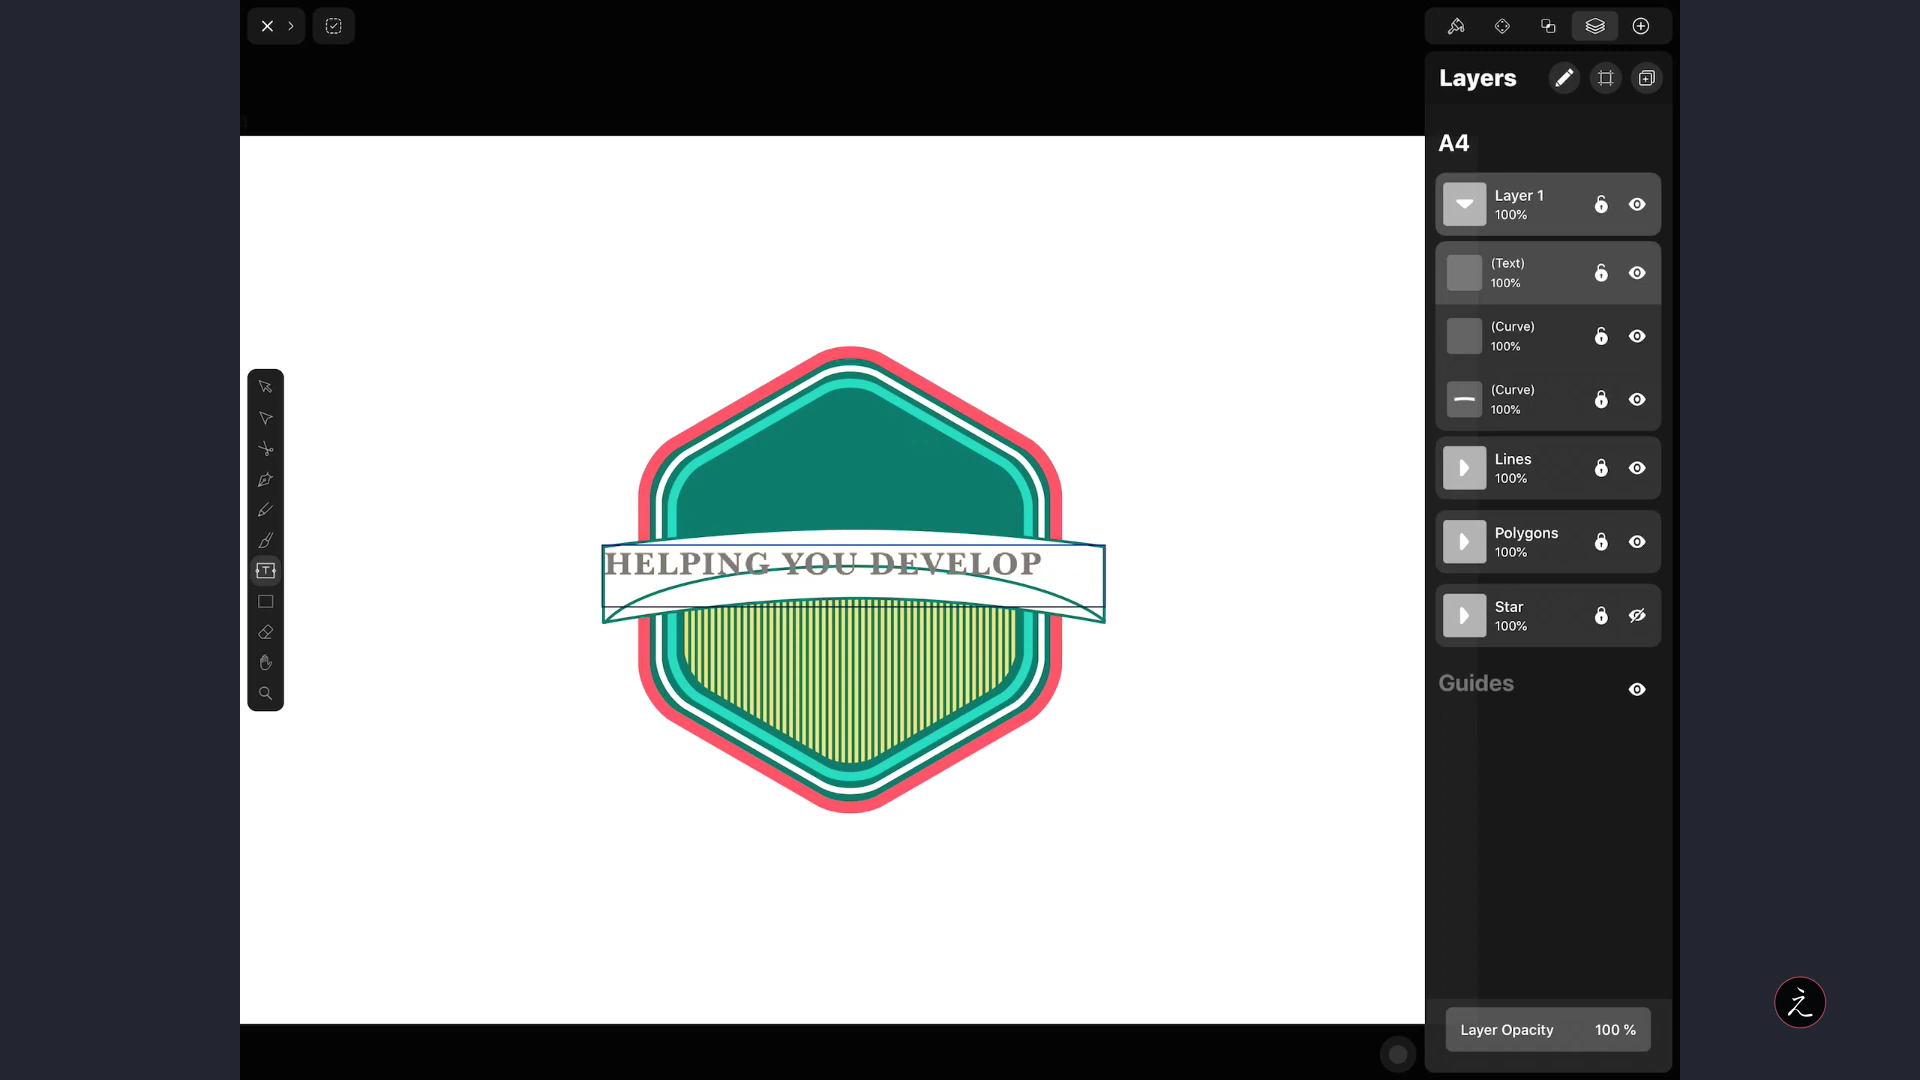 Layers
A4
Layer 1
100%
(Text)
100%
(Curve)
100%
(Curve)
100%
Lines
100%
Polygons
100%
Star
100%
Guides
HELPING YOU DEVELOP
Layer Opacity 100 %